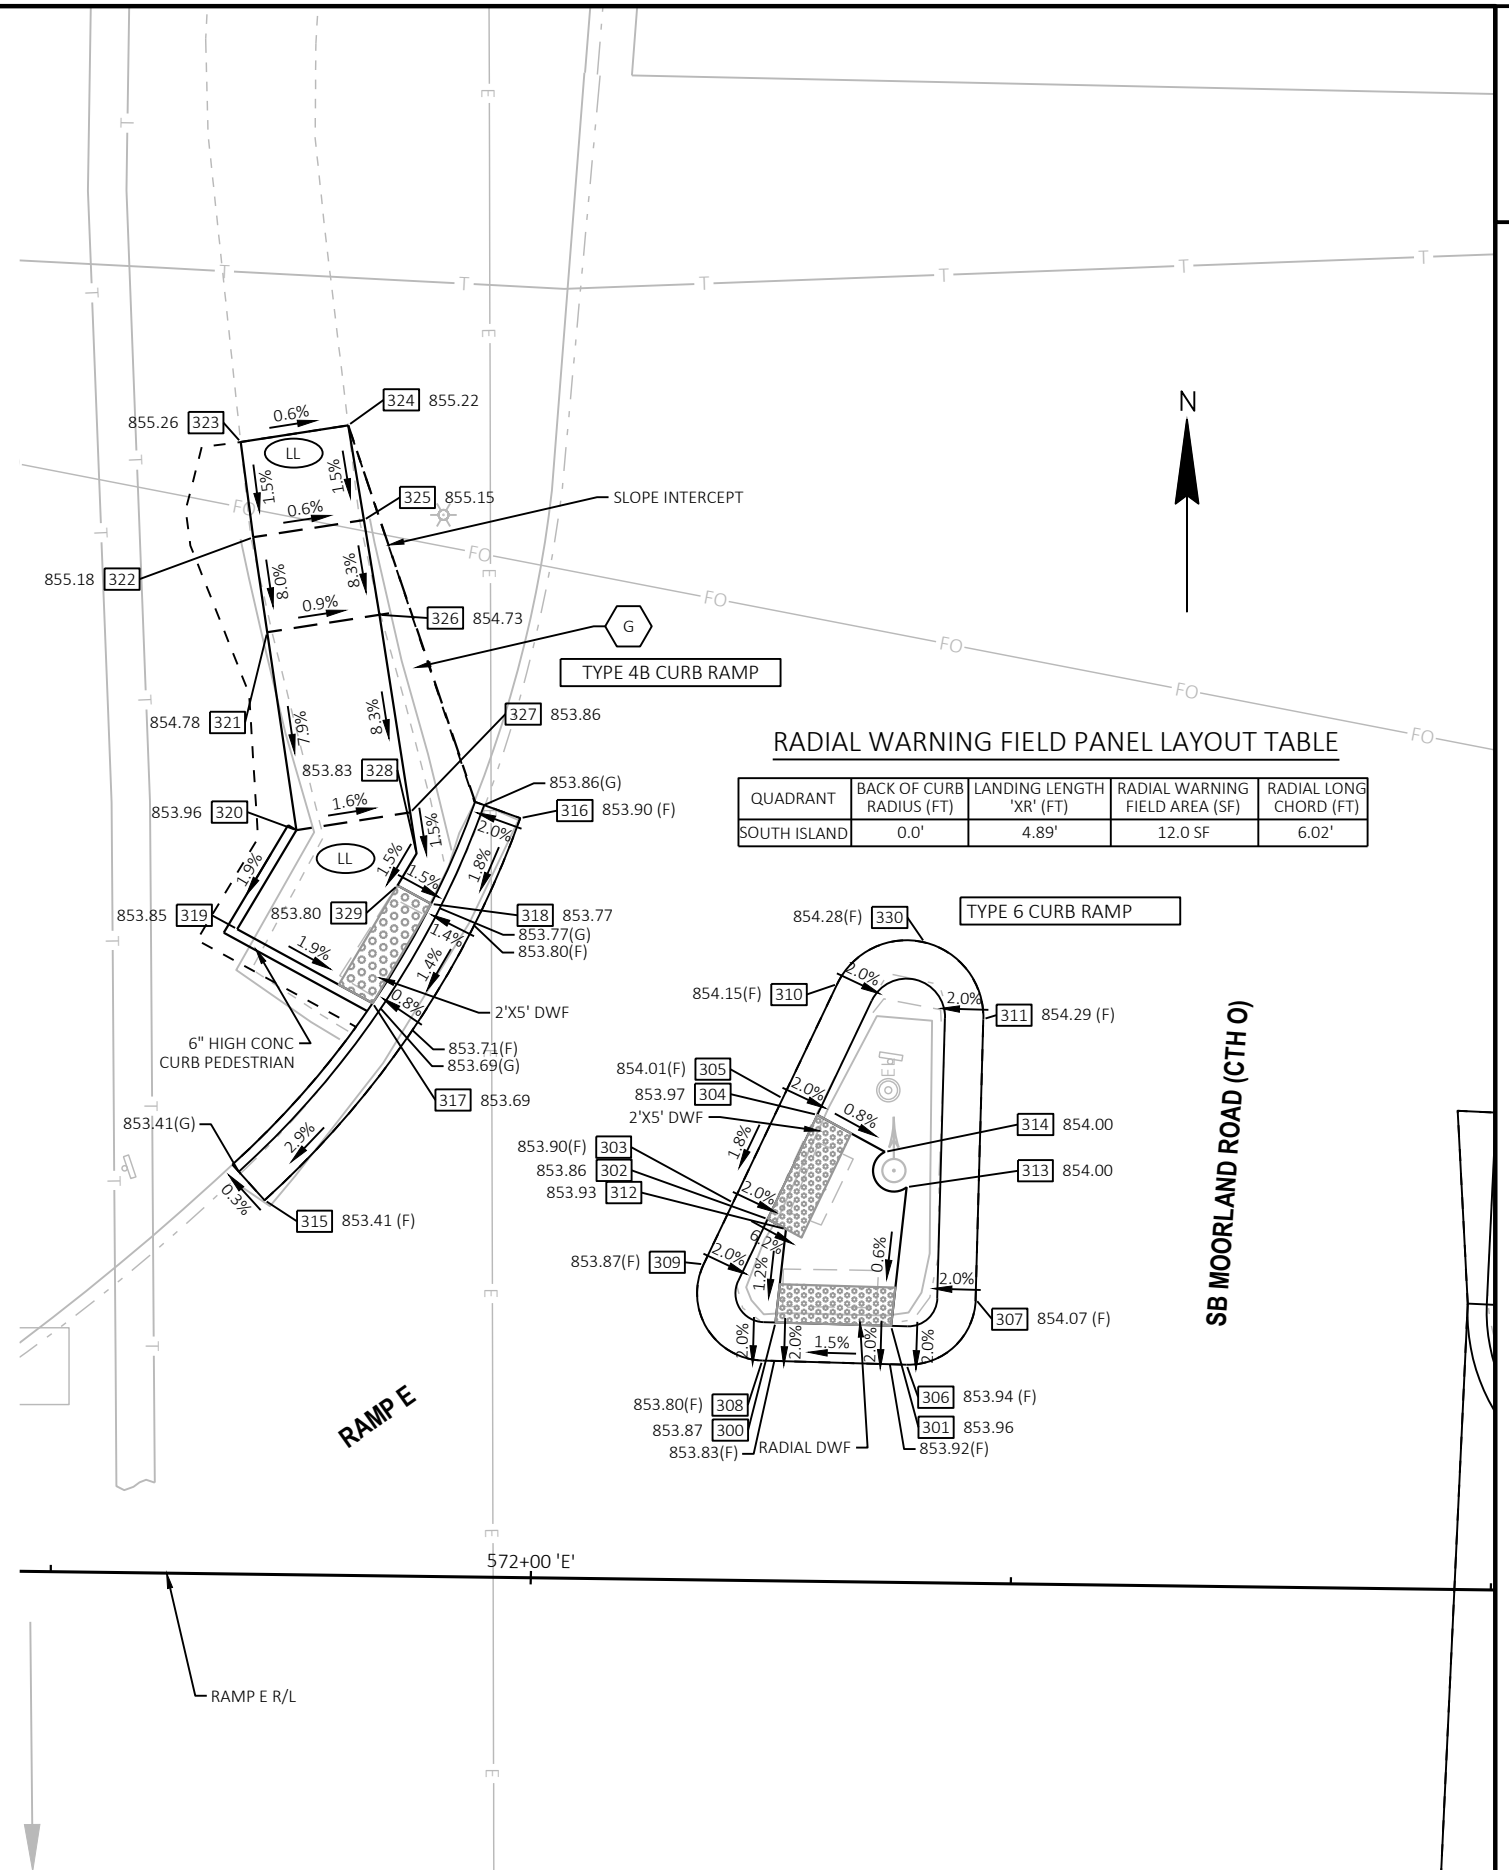 E
T
T
T
T
T
T
T
T
E
324 855.22
0.6%
855.26 323
N
LL
T
1.5%
1.5%
325 855.15
SLOPE INTERCEPT
0.6%
FO
T
FO
E
855.18 322
8.0%
8.3%
FO
0.9%
326 854.73
G
FO
TYPE 4B CURB RAMP
FO
T
327 853.86
854.78 321
7.9%
8.3%
FO
RADIAL WARNING FIELD PANEL LAYOUT TABLE
853.83 328
QUADRANT
BACK OF CURB RADIUS (FT)
LANDING LENGTH 'XR' (FT)
RADIAL WARNING FIELD AREA (SF)
RADIAL LONG CHORD (FT)
SOUTH ISLAND 0.0' 4.89' 12.0 SF 6.02'
853.86(G)
853.96 320
1.6%
316 853.90 (F)
2.0%
1.5%
LL
1.5%
1.8%
1.9%
1.5%
853.85 319
853.80 329
318 853.77
853.77(G)
853.80(F)
1.4%
1.4%
1.9%
T
854.28(F) 330
TYPE 6 CURB RAMP
2.0%
854.15(F) 310
2.0%
311 854.29 (F)
0.8%
2'X5' DWF
6" HIGH CONC
CURB PEDESTRIAN
853.71(F)
853.69(G)
317 853.69
854.01(F) 305
2.0%
853.97 304
2'X5' DWF
0.8%
SB MOORLAND ROAD (CTH O)
T
853.41(G)
2.9%
314 854.00
853.90(F) 303
1.8%
853.86 302
313 854.00
853.93 312
2.0%
T
0.3%
315 853.41 (F)
6.2%
853.87(F) 309
2.0%
1.2%
0.6%
2.0%
E
307 854.07 (F)
T
2.0%
2.0%
1.5%
2.0%
2.0%
RAMP E
853.80(F) 308
306 853.94 (F)
853.87 300
301 853.96
853.83(F)
RADIAL DWF
853.92(F)
E
572+00 'E'
RAMP E R/L
E